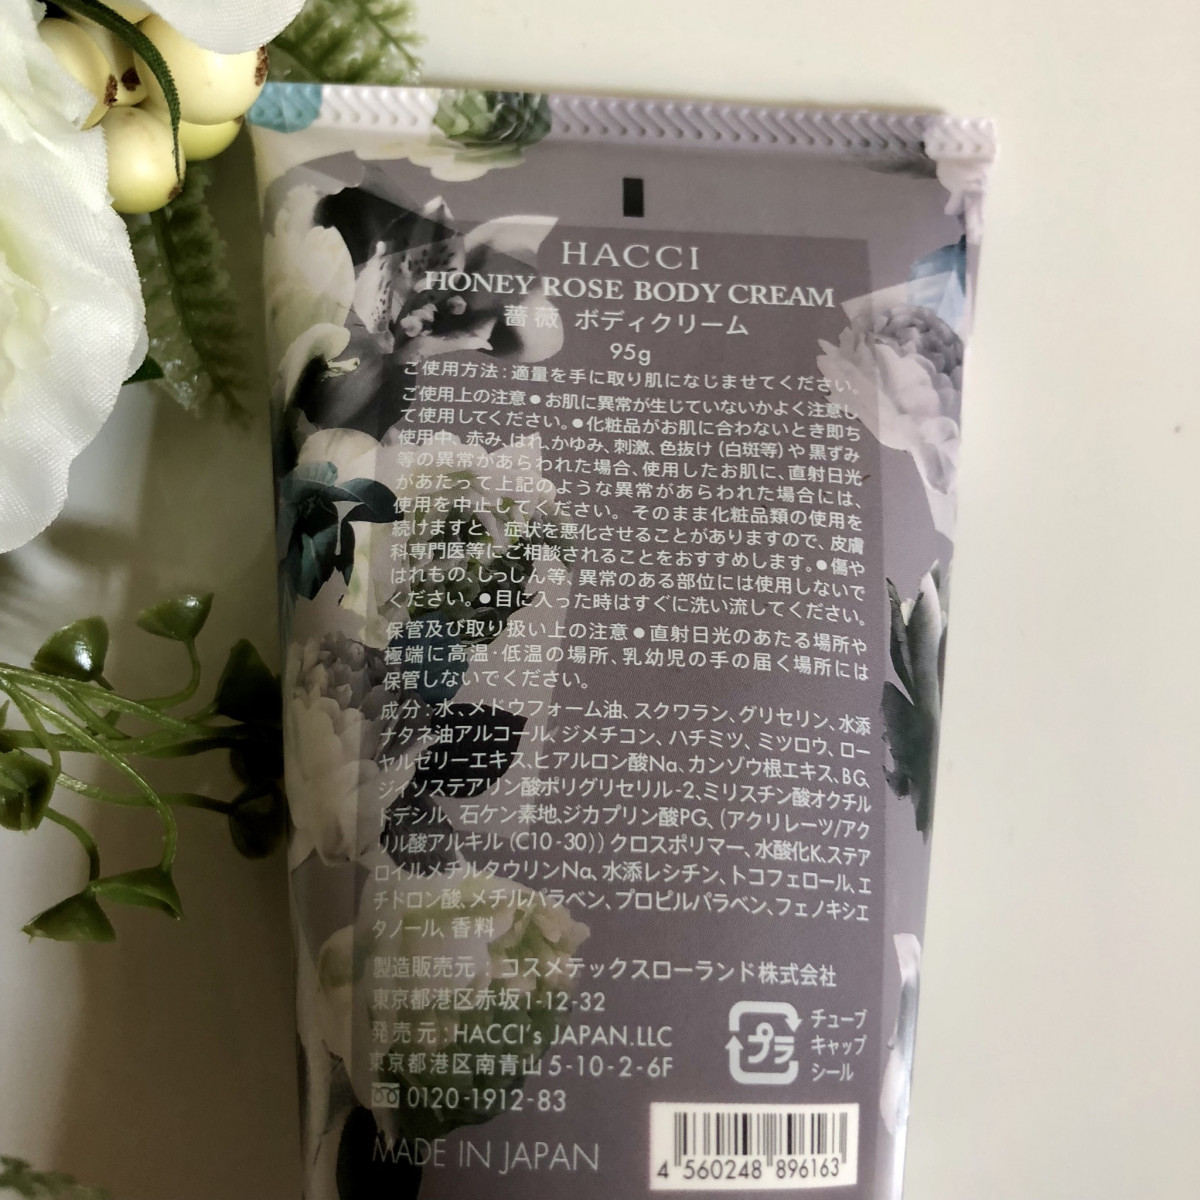 HACCI
HONEY ROSE BODY CREAM
薔薇 ボディクリーム
95g
ご使用方法:適量を手に取り肌になじませてください。
ご使用上の注意●お肌に異常が生じていないかよく注意し
て使用してください。●化粧品がお肌に合わないとき即ち
使用中、赤み、はれ、かゆみ、刺激、色抜け(白斑等)や黒ずみ
等の異常があらわれた場合、使用したお肌に、直射日光
があたって上記のような異常があらわれた場合には、
使用を中止してください。そのまま化粧品類の使用を
続けますと、症状を悪化させることがありますので、皮膚
科専門医等にご相談されることをおすすめします。●傷や
はれもの、しっしん等、異常のある部位には使用しないで
ください。●目に入った時はすぐに洗い流してください。
保管及び取り扱い上の注意●直射日光のあたる場所や
極端に高温・低温の場所、乳幼児の手の届く場所には
保管しないでください。
成分:水、メドウフォーム油、スクワラン、グリセリン、水添
ナタネ油アルコール、ジメチコン、ハチミツ、ミツロウ、ロー
ヤルゼリーエキス、ヒアルロン酸Na、カンゾウ根エキス、BG、
ジイソステアリン酸ポリグリセリル-2、ミリスチン酸オクチル
ドデシル、石ケン素地、ジカプリン酸PG、(アクリレーツ/アク
リル酸アルキル(C10-30))クロスポリマー、水酸化K、ステア
ロイルメチルタウリンNa、水添レシチン、トコフェロール、エ
チドロン酸、メチルパラベン、プロピルパラベン、フェノキシエ
タノール、香料
製造販売元:コスメテックスローランド株式会社
東京都港区赤坂1-12-32
発売元:HACCI's JAPAN.LLC
東京都港区南青山5-10-2-6F
0120-1912-83
プラ
チューブ
キャップ
シール
MADE IN JAPAN
4 560248 896163